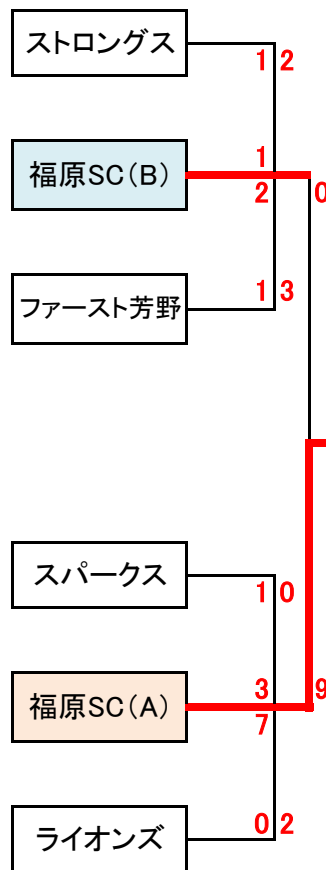 ストロングス
1 2
福原SC(B)
1
2
0
ファースト芳野
1 3
スパークス
1 0
福原SC(A)
3
7
9
ライオンズ
0 2